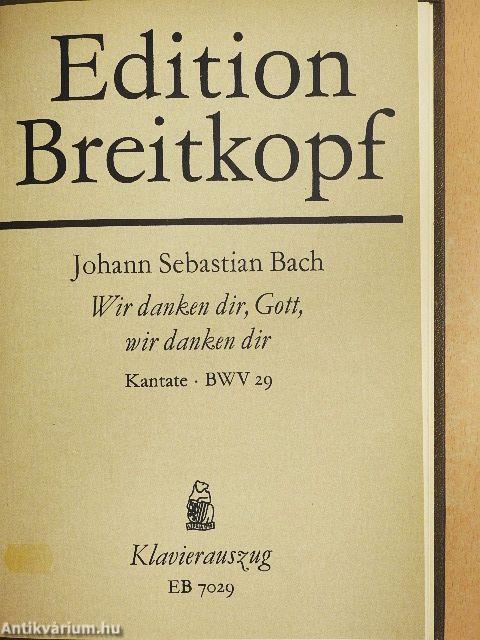 Edition
Breitkopf
Johann Sebastian Bach
Wir danken dir, Gott,
wir danken dir
Kantate · BWV 29
Klavierauszug
EB 7029
Antikvárium.hu